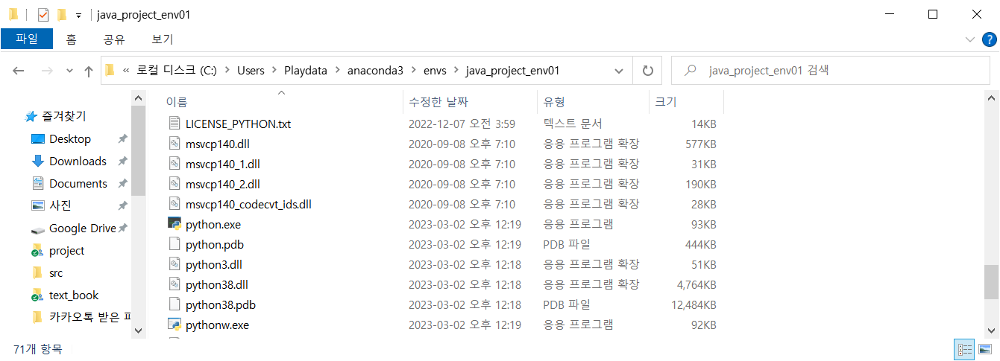 java_project_env01
파일 홈 공유 보기 ?
« 로컬 디스크 (C:) > Users > Playdata > anaconda3 > envs > java_project_env01
java_project_env01 검색
즐겨찾기
Desktop
Downloads
Documents
사진
Google Drive
project
src
text_book
카카오톡 받은
이름 수정한 날짜 유형 크기
LICENSE_PYTHON.txt 2022-12-07 오전 3:59 텍스트 문서 14KB
msvcp140.dll 2020-09-08 오후 7:10 응용 프로그램 확장 577KB
msvcp140_1.dll 2020-09-08 오후 7:10 응용 프로그램 확장 31KB
msvcp140_2.dll 2020-09-08 오후 7:10 응용 프로그램 확장 190KB
msvcp140_codecvt_ids.dll 2020-09-08 오후 7:10 응용 프로그램 확장 28KB
python.exe 2023-03-02 오후 12:19 응용 프로그램 93KB
python.pdb 2023-03-02 오후 12:19 PDB 파일 444KB
python3.dll 2023-03-02 오후 12:18 응용 프로그램 확장 51KB
python38.dll 2023-03-02 오후 12:18 응용 프로그램 확장 4,764KB
python38.pdb 2023-03-02 오후 12:18 PDB 파일 12,484KB
pythonw.exe 2023-03-02 오후 12:19 응용 프로그램 92KB
71개 항목